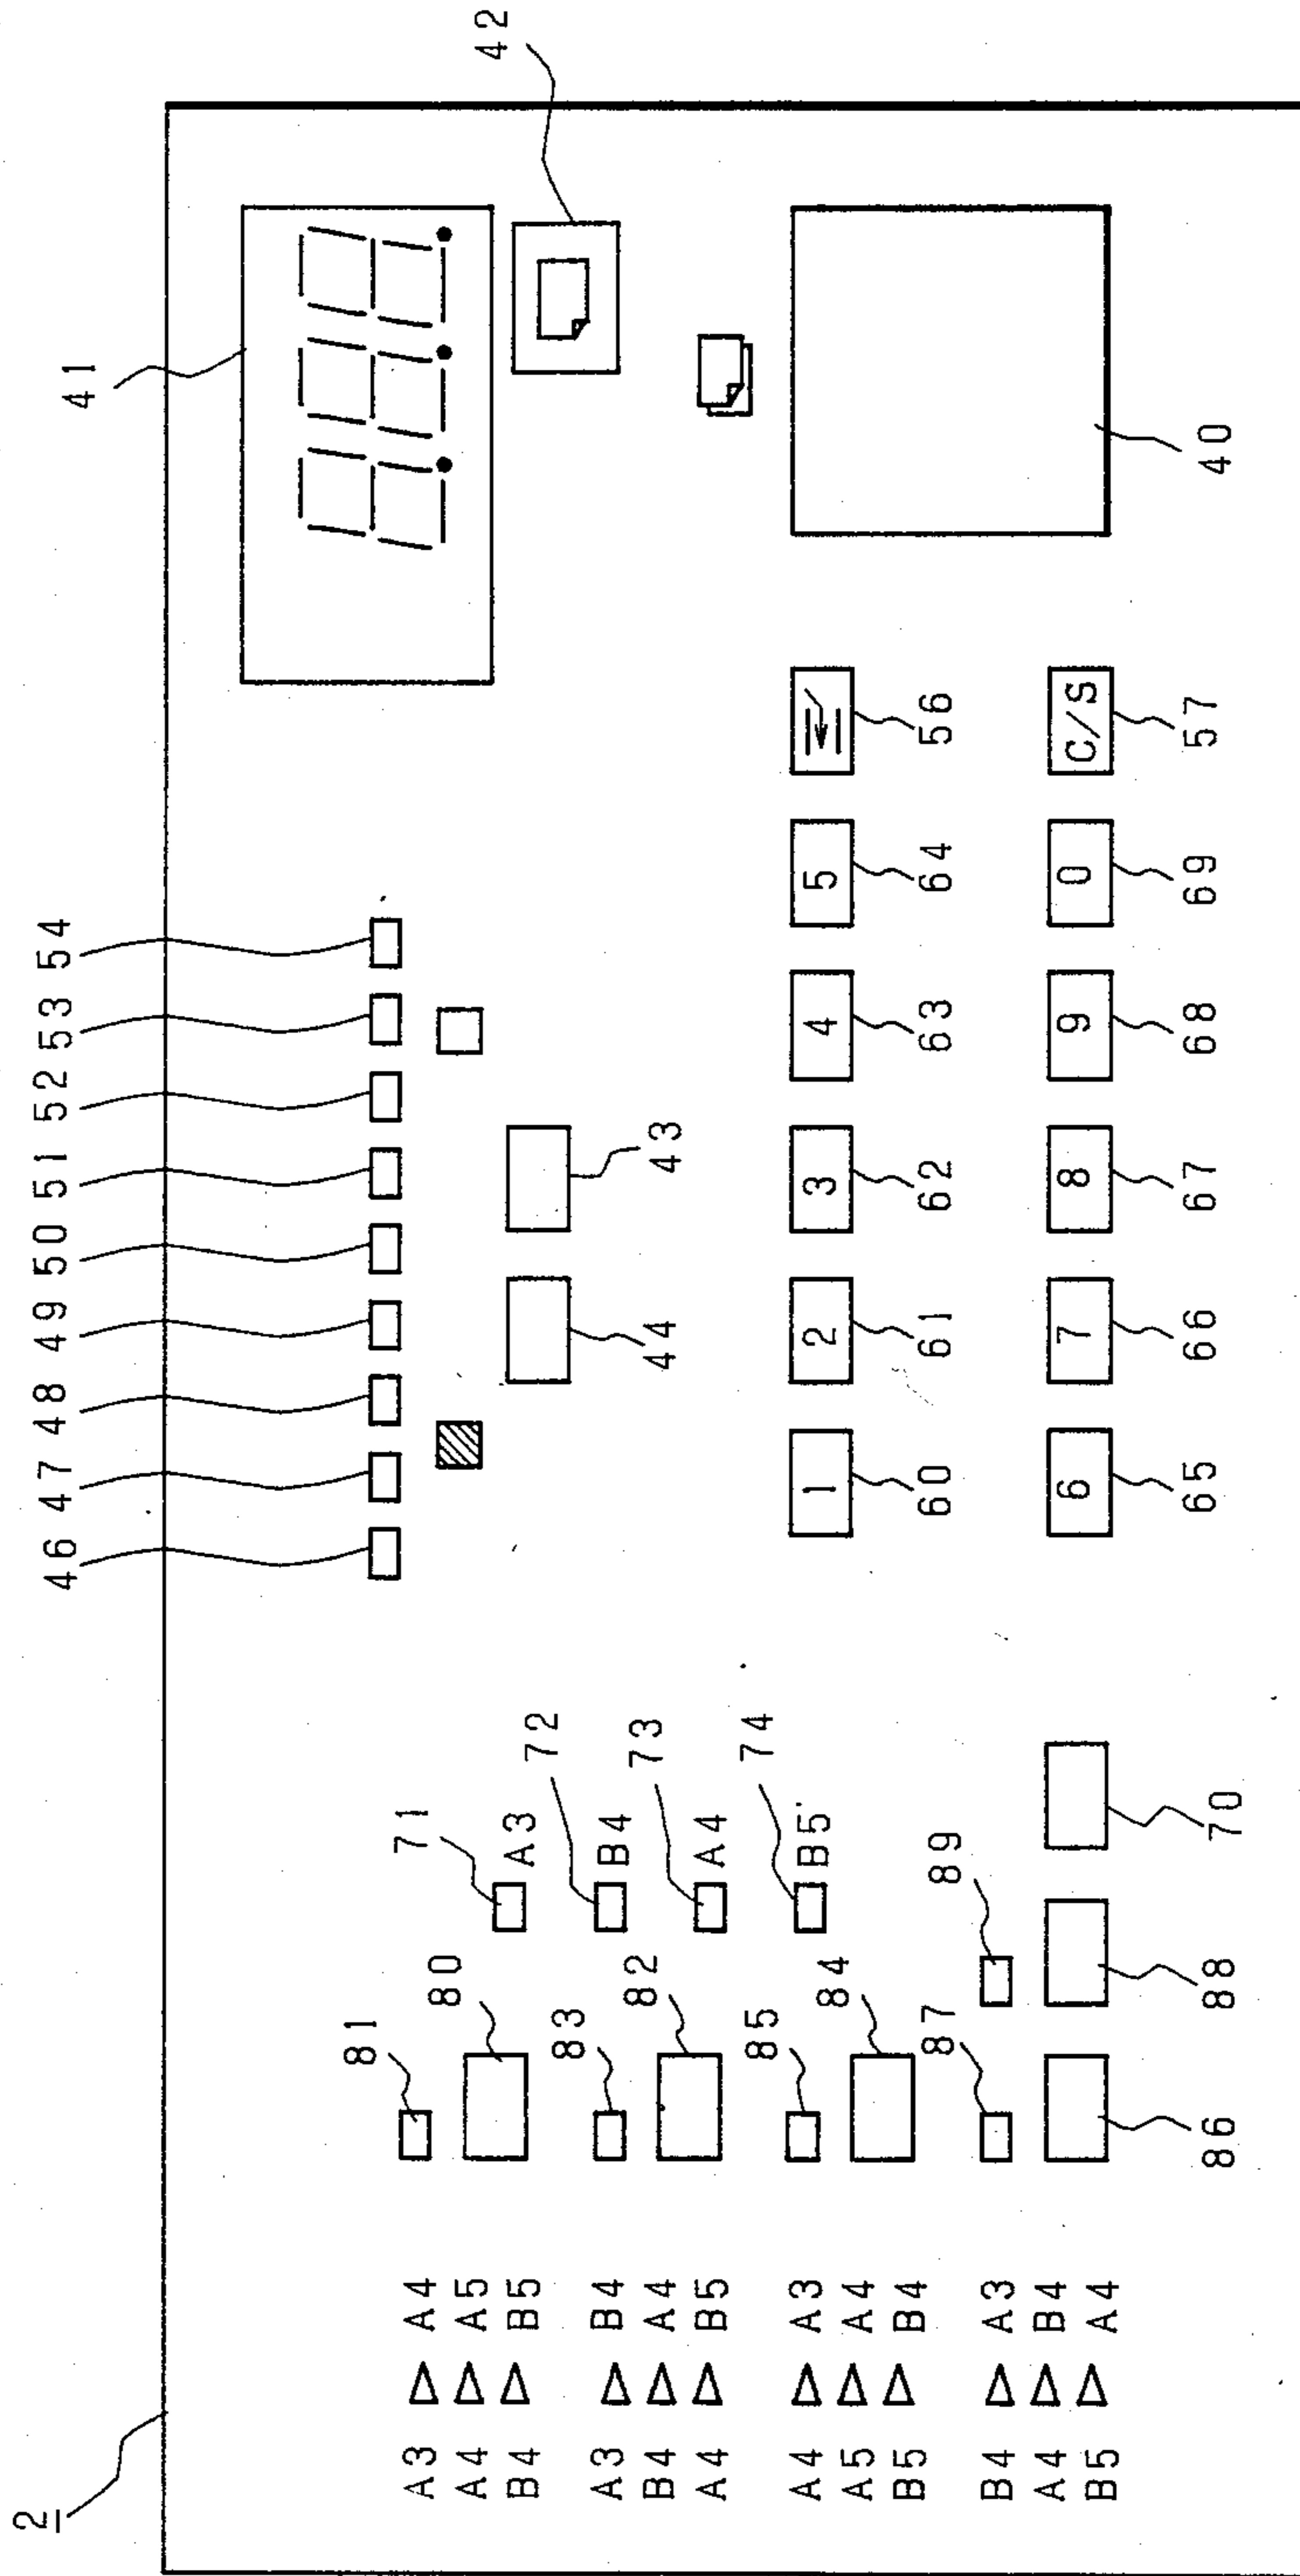 2
46 47 48 49 50 51 52 53 54
41
42
43
44
81
80
83
82
85
84
87
89
86
88
70
71
A3
72
B4
73
A4
74
B5
A3 ▷ A4
A4 ▷ A5
B4 ▷ B5
A3 ▷ B4
B4 ▷ A4
A4 ▷ B5
A4 ▷ A3
A5 ▷ A4
B5 ▷ B4
B4 ▷ A3
A4 ▷ B4
B5 ▷ A4
1 2 3 4 5
60 61 62 63 64 56
6 7 8 9 0 C/S
65 66 67 68 69 57
40